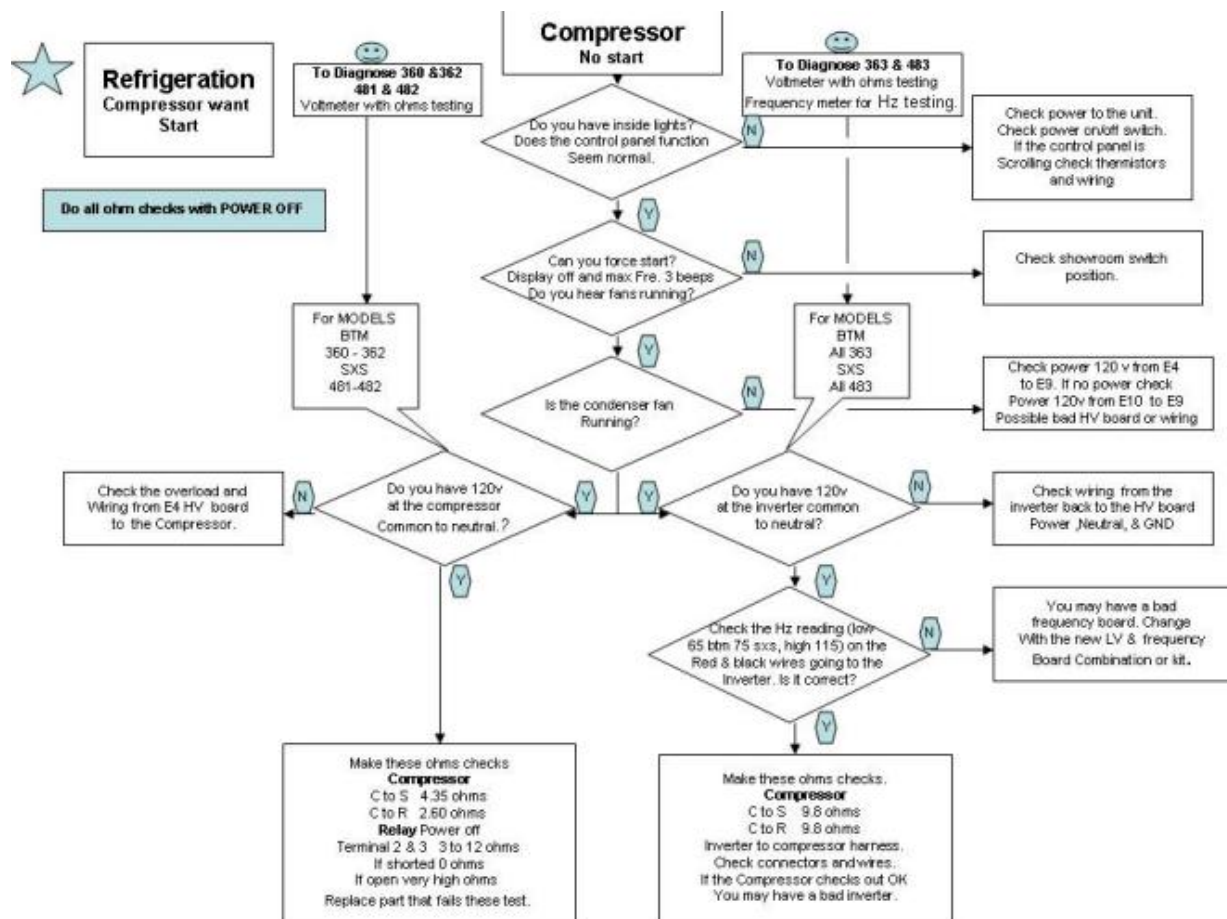 Refrigeration
Compressor want
Start
Do all ohm checks with POWER OFF
To Diagnose 360 &362
481 & 482
Voltmeter with ohms testing
Compressor
No start
To Diagnose 363 & 483
Voltmeter with ohms testing
Frequency meter for Hz testing.
Do you have inside lights?
Does the control panel function
Seem normal.
N
Check power to the unit.
Check power on/off switch.
If the control panel is
Scrolling check thermistors
and wiring
Y
Can you force start?
Display off and max Fre. 3 beeps
Do you hear fans running?
N
Check showroom switch
position.
For MODELS
BTM
360 - 362
SXS
481-482
Y
For MODELS
BTM
All 363
SXS
All 483
Is the condenser fan
Running?
N
Check power 120 v from E4
to E9. If no power check
Power 120v from E10 to E9
Possible bad HV board or wiring
Check the overload and
Wiring from E4 HV board
to the Compressor.
N
Do you have 120v
at the compressor
Common to neutral.?
Y
Y
Do you have 120v
at the inverter common
to neutral?
N
Check wiring from the
inverter back to the HV board
Power ,Neutral, & GND
Y
Y
Check the Hz reading (low
65 btm 75 sxs, high 115) on the
Red & black wires going to the
Inverter. Is it correct?
N
You may have a bad
frequency board. Change
With the new LV & frequency
Board Combination or kit.
Y
Make these ohms checks
Compressor
C to S 4.35 ohms
C to R 2.60 ohms
Relay Power off
Terminal 2 & 3 3 to 12 ohms
If shorted 0 ohms
If open very high ohms
Replace part that fails these test.
Make these ohms checks.
Compressor
C to S 9.8 ohms
C to R 9.8 ohms
Inverter to compressor harness.
Check connectors and wires.
If the Compressor checks out OK
You may have a bad inverter.